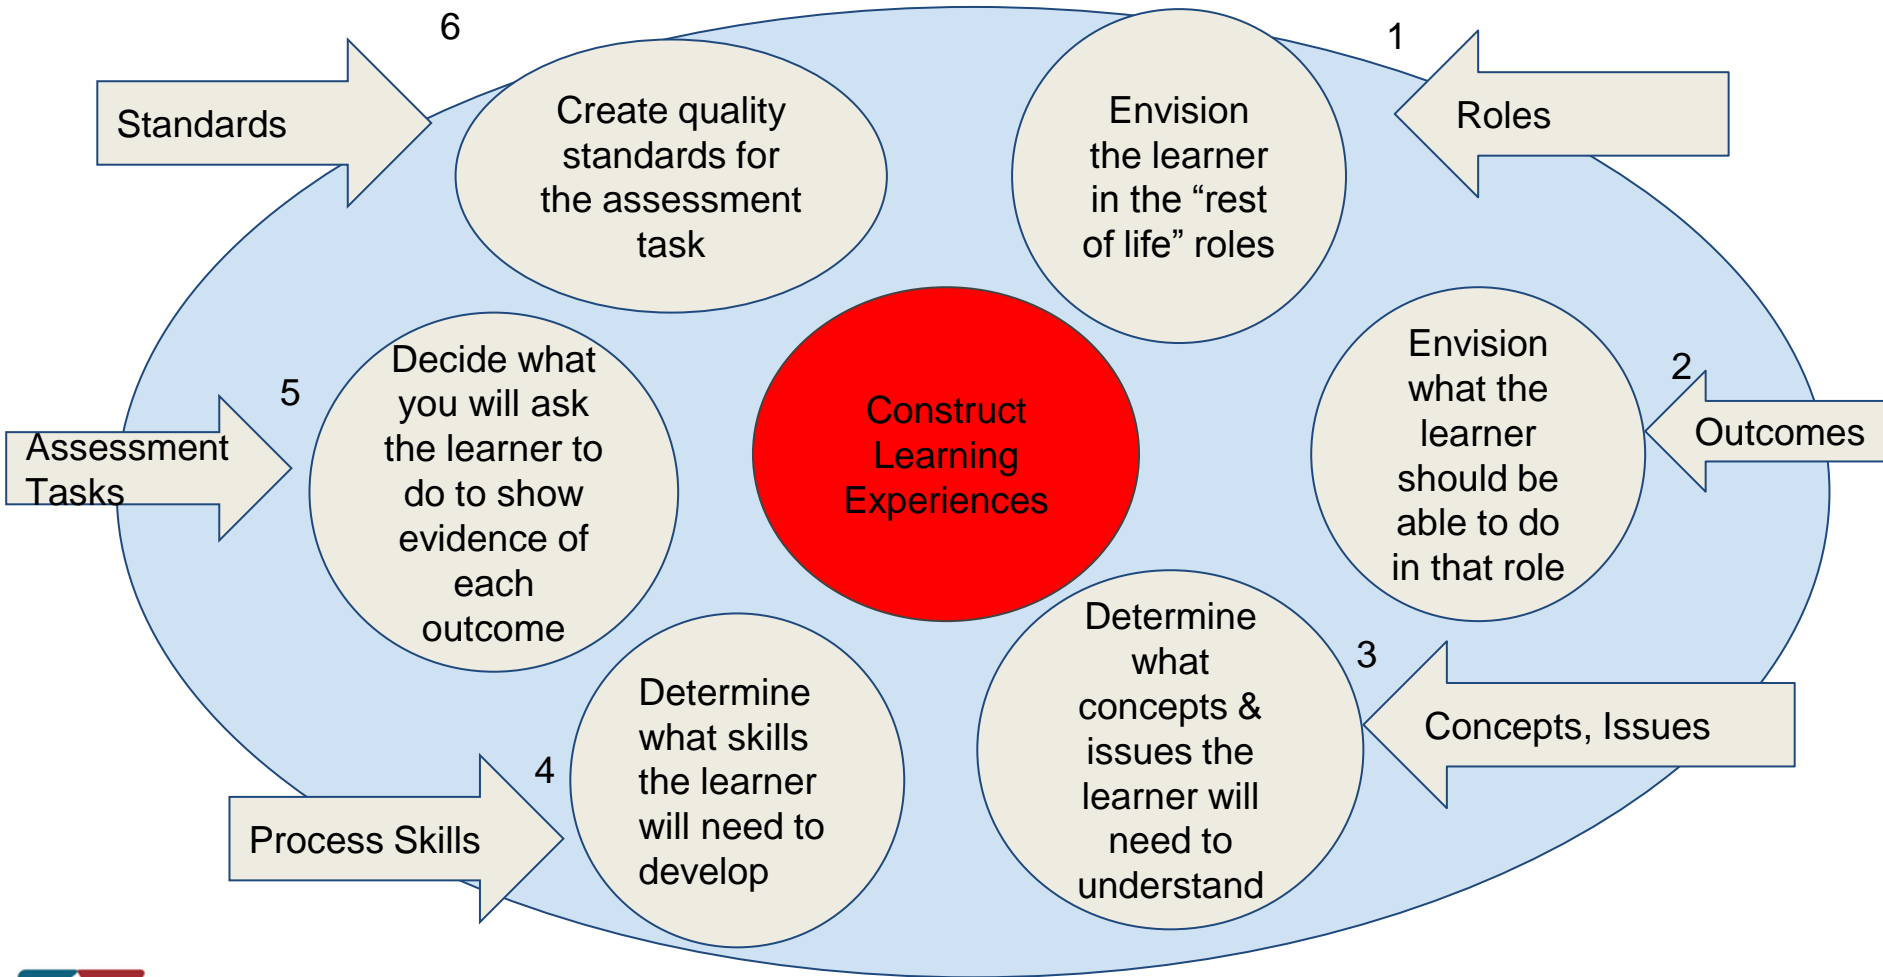 6
1
Standards
Create quality
standards for
the assessment
task
Envision
the learner
in the “rest
of life” roles
Roles
Envision
what the
learner
should be
able to do
in that role
2
Outcomes
5
Assessment
Tasks
Decide what
you will ask
the learner to
do to show
evidence of
each
outcome
Construct
Learning
Experiences
Determine
what
concepts &
issues the
learner will
need to
understand
3
Concepts, Issues
4
Process Skills
Determine
what skills
the learner
will need to
develop